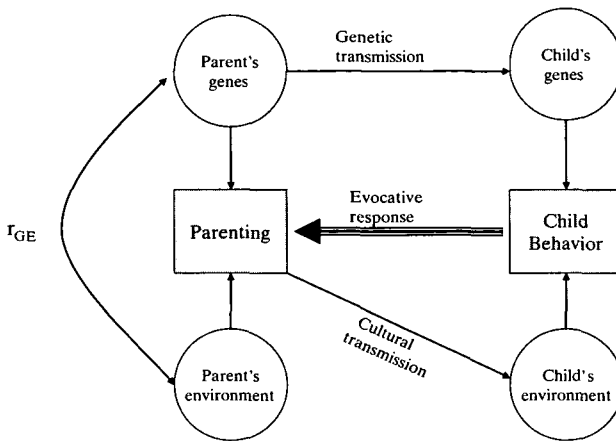 Parent's
genes
Genetic
transmission
Child's
genes
r_GE
Parenting
Evocative
response
Child
Behavior
Cultural
transmission
Parent's
environment
Child's
environment